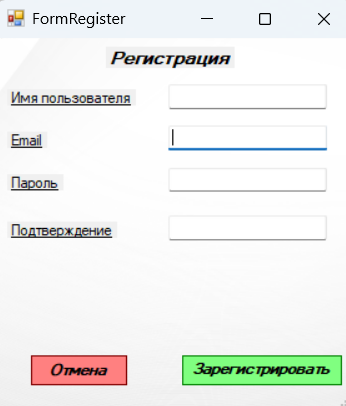 FormRegister
Регистрация
Имя пользователя
Email
Пароль
Подтверждение
Отмена
Зарегистрировать